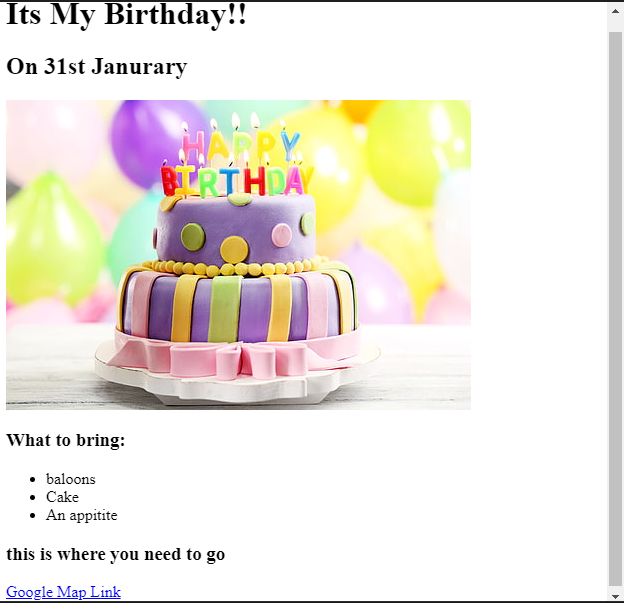 Its My Birthday!!
On 31st Janurary
HAPPY
BIRTHDAY
What to bring:
baloons
Cake
An appitite
this is where you need to go
Google Map Link